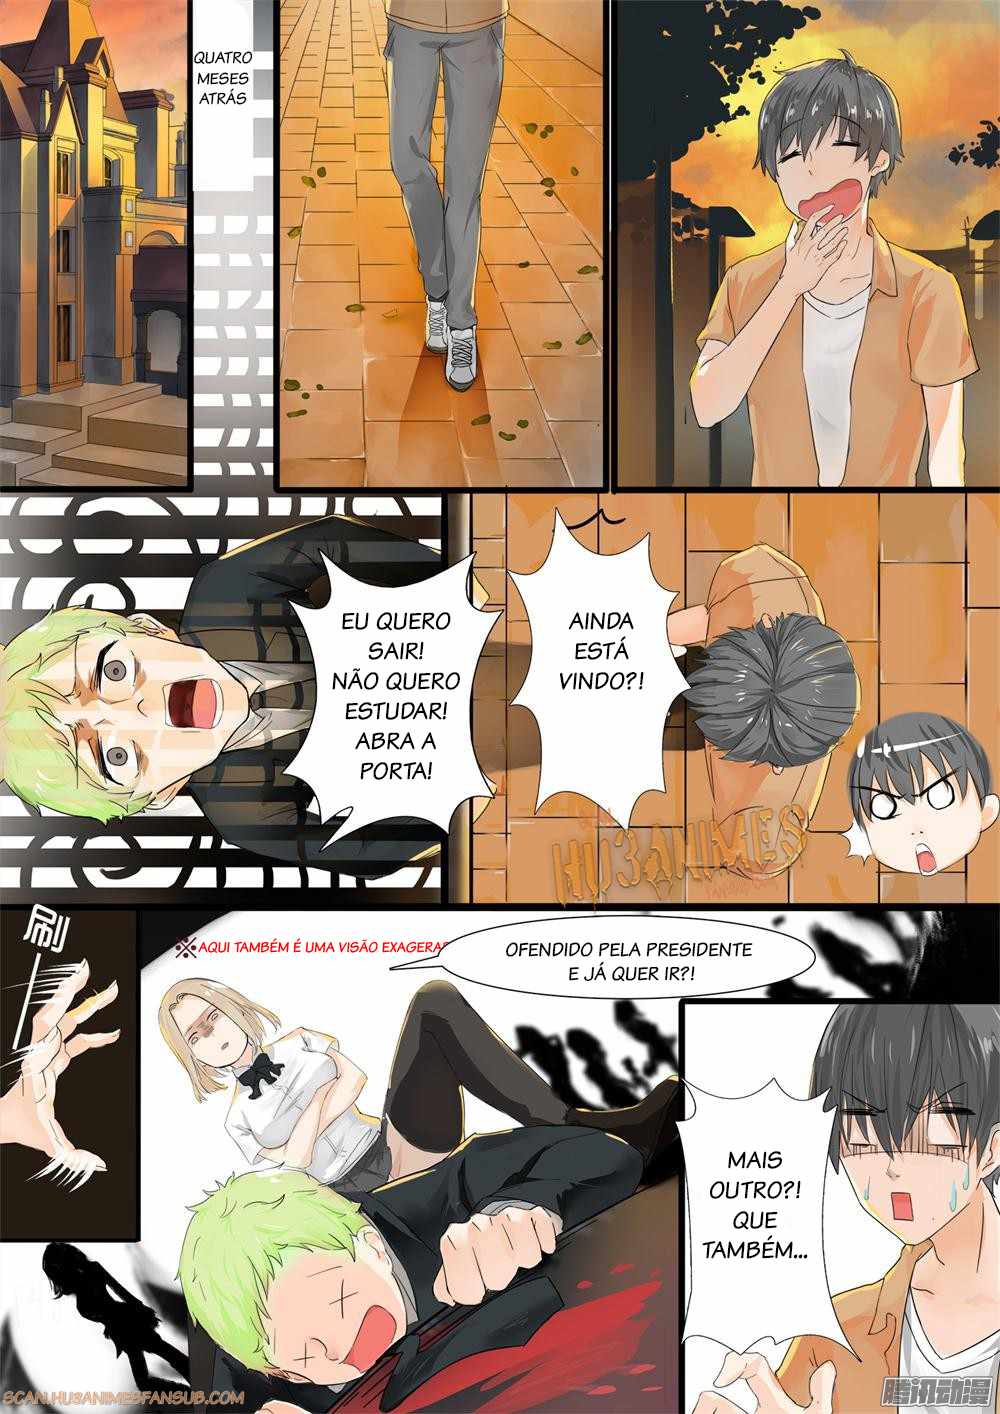 QUATRO
MESES
ATRÁS
EU QUERO
SAIR!
NÃO QUERO
ESTUDAR!
ABRA A
PORTA!
AINDA
ESTÁ
VINDO?!
HU3ANIMES
刷
※AQUI TAMBÉM É UMA VISÃO EXAGERA
OFENDIDO PELA PRESIDENTE
E JÁ QUER IR?!
MAIS
OUTRO?!
QUE
TAMBÉM...
SCAN.HU3ANIMESFANSUB.COM
腾讯动漫